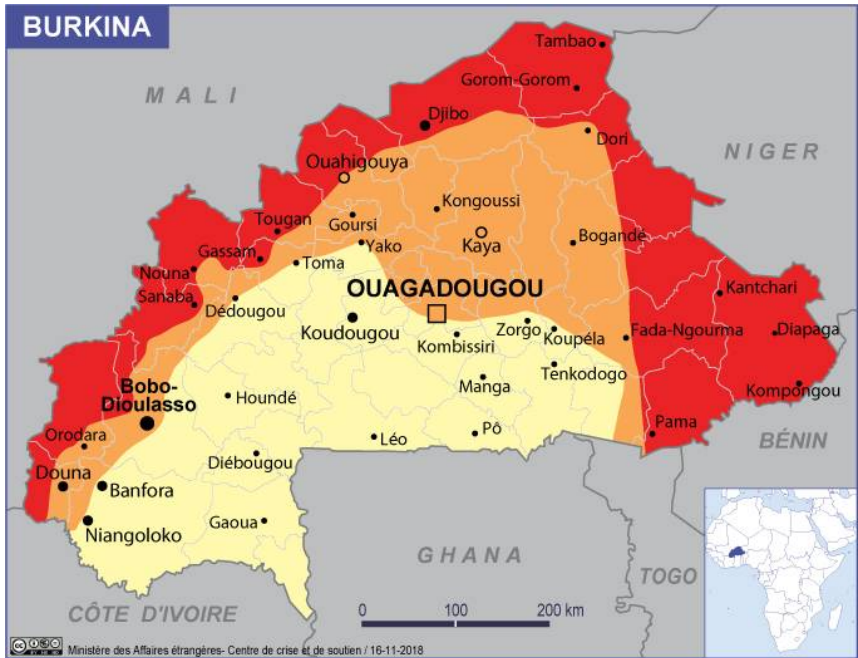 BURKINA
Tambao
Gorom-Gorom
MALI
Djibo
Dori
NIGER
Ouahigouya
Kongoussi
Tougan
Goursi
Kaya
Bogandé
Gassam
Yako
Nouna
Toma
OUAGADOUGOU
Kantchari
Sanaba
Dédougou
Koudougou
Zorgo
Koupéla
Fada-Ngourma
Diapaga
Kombissiri
Tenkodogo
Bobo-
Dioulasso
Houndé
Manga
Kompongou
Orodara
Léo
Pô
Pama
BÉNIN
Douna
Banfora
Diébougou
Niangoloko
Gaoua
GHANA
TOGO
CÔTE D'IVOIRE
0 100 200 km
cc
Ministère des Affaires étrangères- Centre de crise et de soutien / 16-11-2018